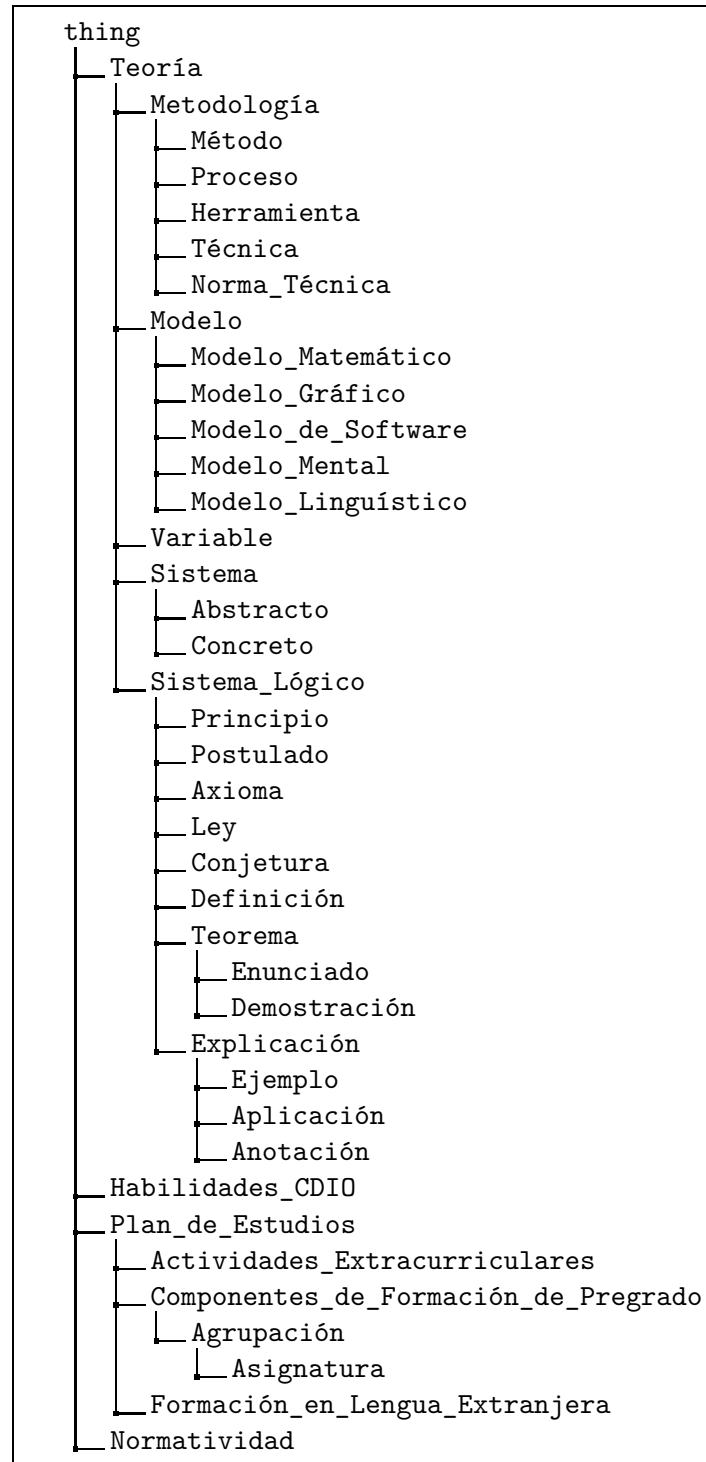 thing
Teoría
Metodología
Método
Proceso
Herramienta
Técnica
Norma_Técnica
Modelo
Modelo_Matemático
Modelo_Gráfico
Modelo_de_Software
Modelo_Mental
Modelo_Linguístico
Variable
Sistema
Abstracto
Concreto
Sistema_Lógico
Principio
Postulado
Axioma
Ley
Conjetura
Definición
Teorema
Enunciado
Demostración
Explicación
Ejemplo
Aplicación
Anotación
Habilidades_CDIO
Plan_de_Estudios
Actividades_Extracurriculares
Componentes_de_Formación_de_Pregrado
Agrupación
Asignatura
Formación_en_Lengua_Extranjera
Normatividad